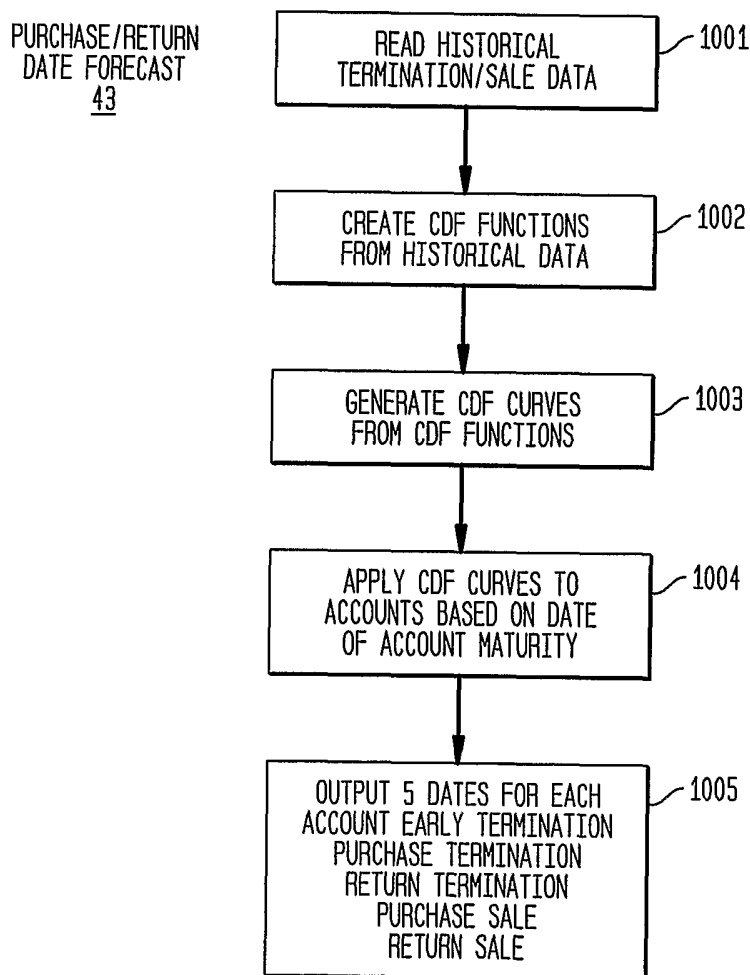 PURCHASE/RETURN
DATE FORECAST
43
READ HISTORICAL
TERMINATION/SALE DATA
1001
CREATE CDF FUNCTIONS
FROM HISTORICAL DATA
1002
GENERATE CDF CURVES
FROM CDF FUNCTIONS
1003
APPLY CDF CURVES TO
ACCOUNTS BASED ON DATE
OF ACCOUNT MATURITY
1004
OUTPUT 5 DATES FOR EACH
ACCOUNT EARLY TERMINATION
PURCHASE TERMINATION
RETURN TERMINATION
PURCHASE SALE
RETURN SALE
1005